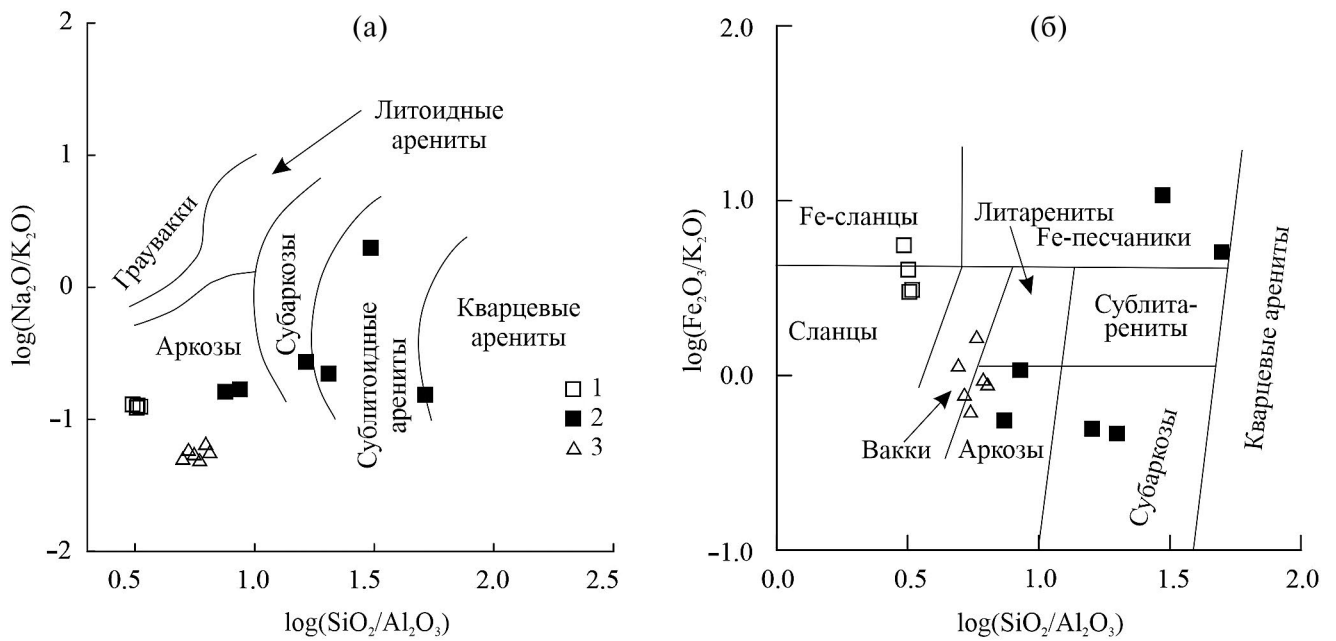 (а)
log(Na₂O/K₂O)
2
1
0
−1
−2
0.5
1.0
1.5
2.0
2.5
log(SiO₂/Al₂O₃)
Литоидные
арениты
Граувакки
Аркозы
Субаркозы
Сублитоидные
арениты
Кварцевые
арениты
1
2
3
(б)
log(Fe₂O₃/K₂O)
2.0
1.0
0.0
−1.0
0.0
0.5
1.0
1.5
2.0
log(SiO₂/Al₂O₃)
Fe-сланцы
Литарениты
Fe-песчаники
Сланцы
Сублита-
рениты
Вакки
Аркозы
Субаркозы
Кварцевые арениты